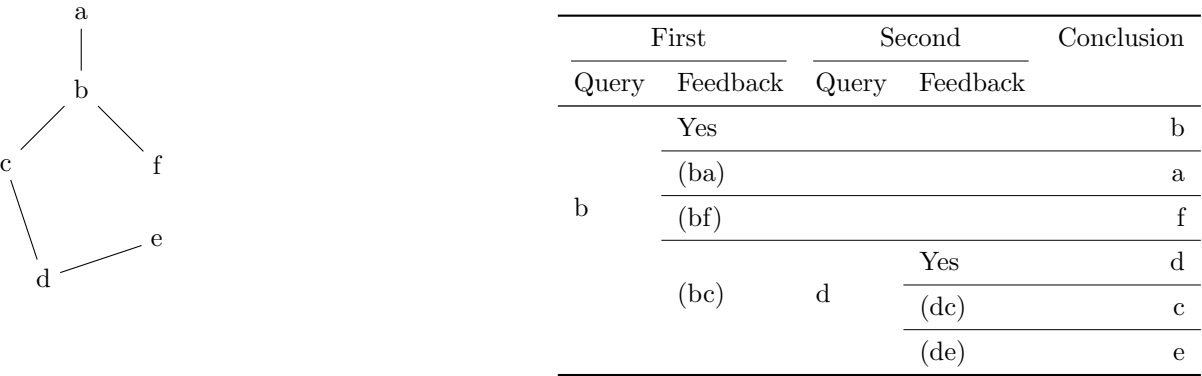 a
b
c
f
e
d
First Second Conclusion
Query Feedback Query Feedback
Yes b
(ba) a
b
(bf) f
Yes d
(bc) d
(dc) c
(de) e